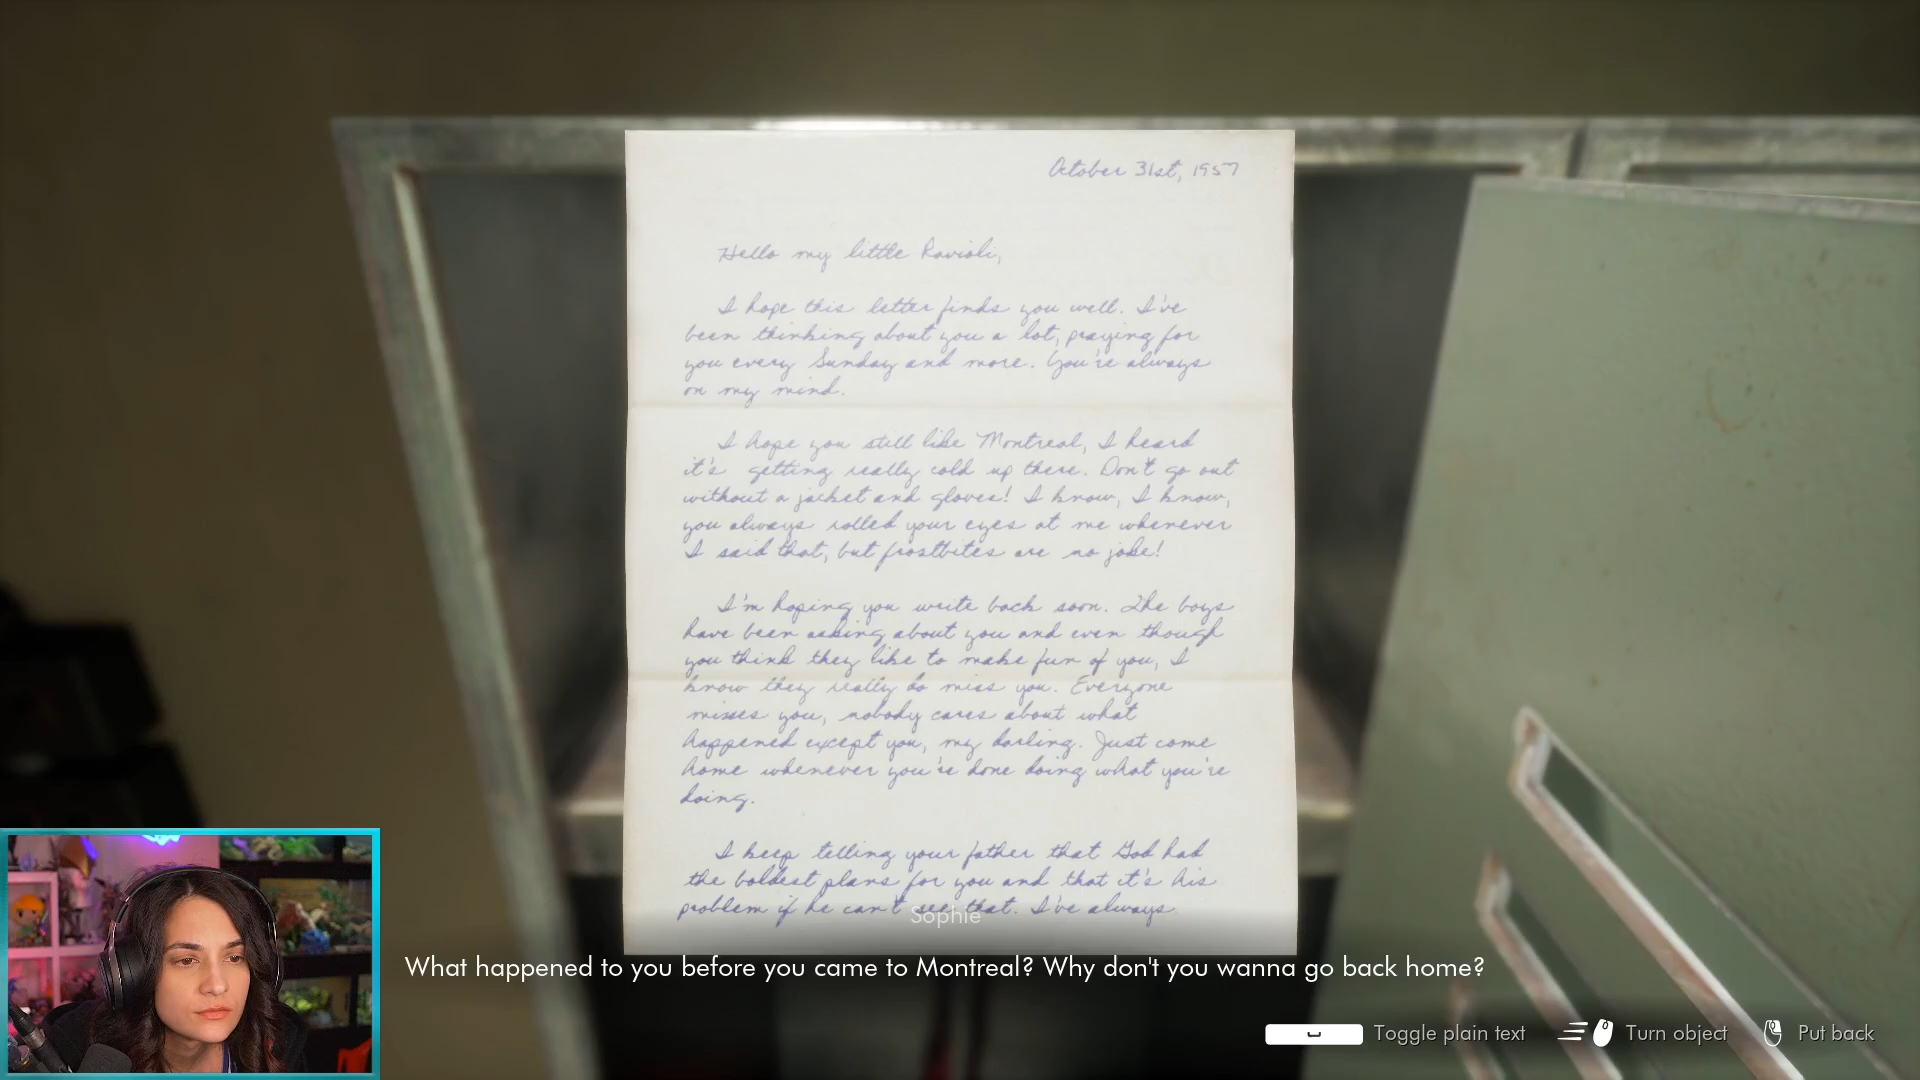 October 31st, 1957
Hello my little Ravioli,
I hope this letter finds you well. I've
been thinking about you a lot, praying for
you every Sunday and more. You're always
on my mind.
I hope you still like Montreal, I heard
it's getting really cold up there. Don't go out
without a jacket and gloves! I know, I know,
you always rolled your eyes at me whenever
I said that, but frostbites are no joke!
I'm hoping you write back soon. The boys
have been asking about you and even though
you think they like to make fun of you, I
know they really do miss you. Everyone
misses you, nobody cares about what
happened except you, my darling. Just come
home whenever you're done doing what you're
doing.
I keep telling your father that God had
the boldest plans for you and that it's his
problem if he can't see that. I've always
Sophie
What happened to you before you came to Montreal? Why don't you wanna go back home?
Toggle plain text
Turn object
Put back